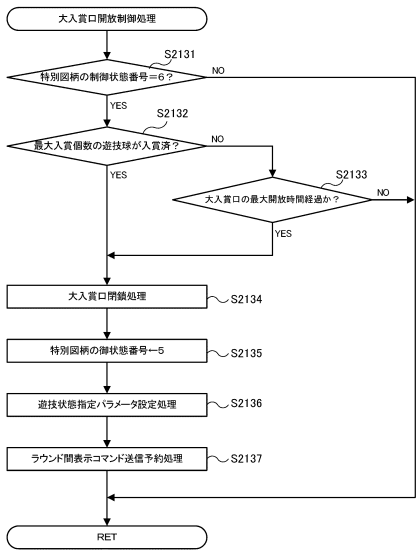 大入賞口開放制御処理
S2131
特別図柄の制御状態番号＝6？
NO
YES
S2132
最大入賞個数の遊技球が入賞済？
NO
YES
S2133
大入賞口の最大開放時間経過か？
NO
YES
大入賞口閉鎖処理
S2134
特別図柄の御状態番号←5
S2135
遊技状態指定パラメータ設定処理
S2136
ラウンド間表示コマンド送信予約処理
S2137
RET